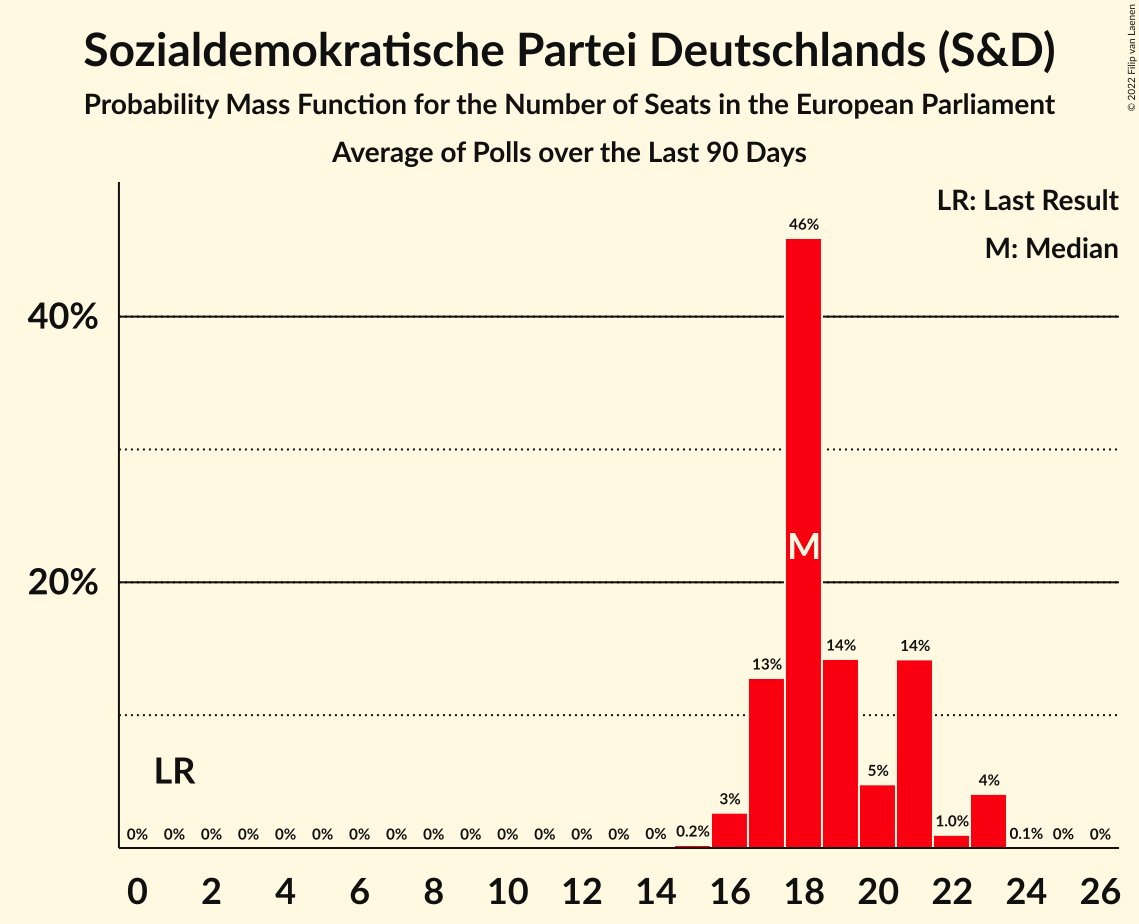 Sozialdemokratische Partei Deutschlands (S&D)
Probability Mass Function for the Number of Seats in the European Parliament
Average of Polls over the Last 90 Days
© 2022 Filip van Laenen
LR: Last Result
M: Median
46%
40%
M
20%
14% 14%
13%
LR
5%
4%
3%
0% 0% 0% 0% 0% 0% 0% 0% 0% 0% 0% 0% 0% 0% 0% 0.2% 1.0% 0.1% 0% 0%
0 2 4 6 8 10 12 14 16 18 20 22 24 26